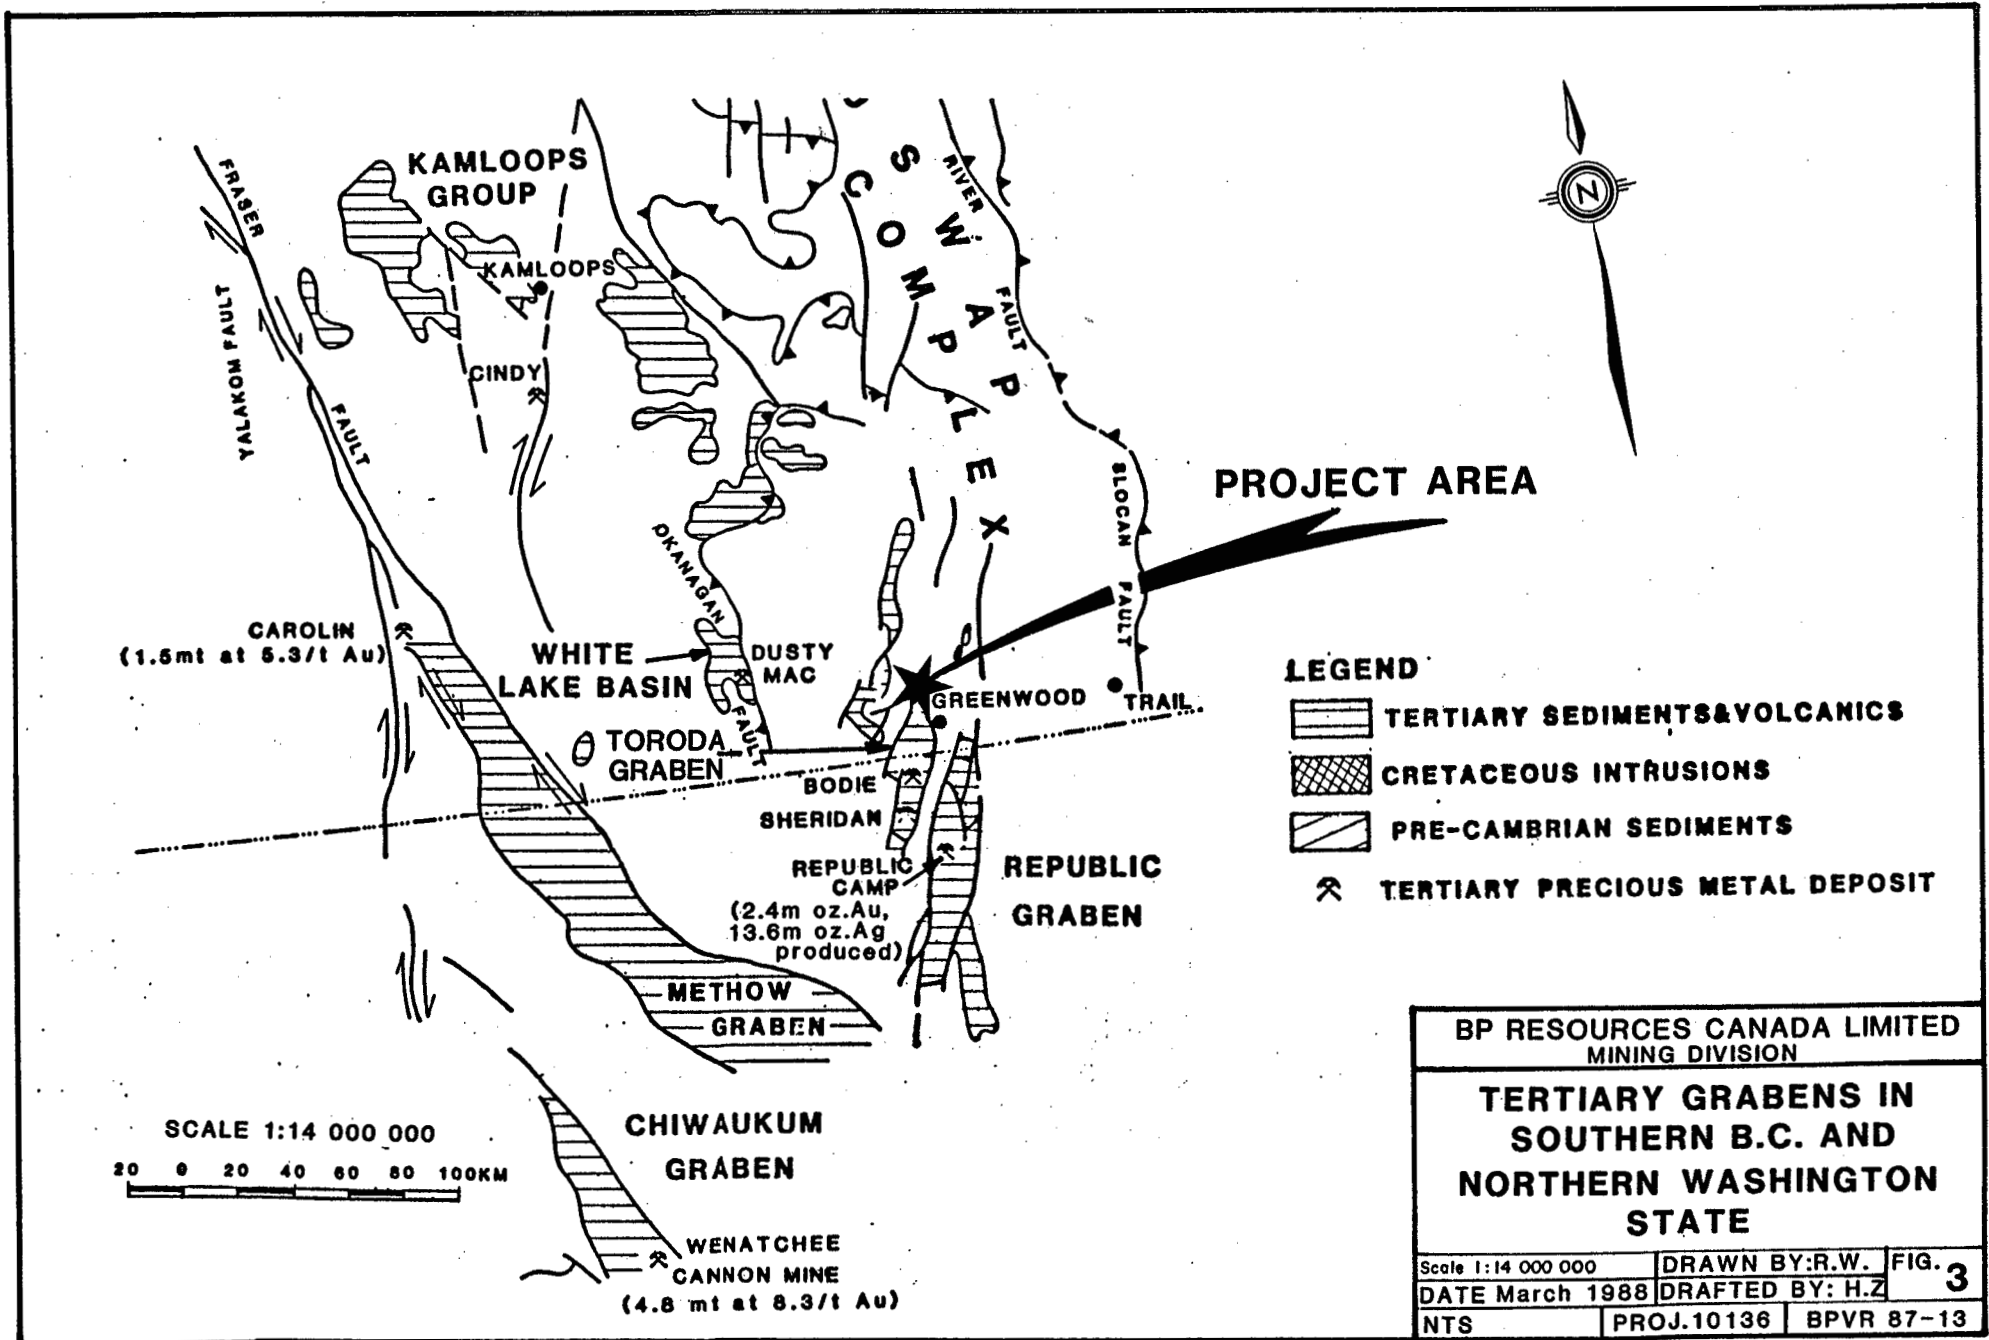 KAMLOOPS
GROUP
KAMLOOPS
FRASER
FAULT
YALAKOM FAULT
CINDY
S W A P
COMPLEX
RIVER
FAULT
SLOCAN
FAULT
PROJECT AREA
N
OKANAGAN
FAULT
CAROLIN
(1.5mt at 5.3/t Au)
WHITE
LAKE BASIN
DUSTY
MAC
GREENWOOD
TRAIL
TORODA
GRABEN
BODIE
SHERIDAN
REPUBLIC
CAMP
(2.4m oz.Au,
13.6m oz.Ag
produced)
REPUBLIC
GRABEN
METHOW
GRABEN
CHIWAUKUM
GRABEN
WENATCHEE
CANNON MINE
(4.8 mt at 8.3/t Au)
LEGEND
TERTIARY SEDIMENTS&VOLCANICS
CRETACEOUS INTRUSIONS
PRE-CAMBRIAN SEDIMENTS
TERTIARY PRECIOUS METAL DEPOSIT
SCALE 1:14 000 000
20 0 20 40 60 80 100KM
BP RESOURCES CANADA LIMITED
MINING DIVISION
TERTIARY GRABENS IN
SOUTHERN B.C. AND
NORTHERN WASHINGTON
STATE
Scale 1:14 000 000 DRAWN BY:R.W. FIG. 3
DATE March 1988 DRAFTED BY: H.Z
NTS PROJ.10136 BPVR 87-13